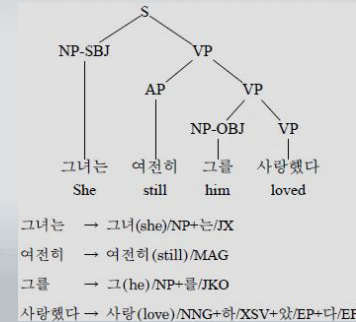 S
NP-SBJ VP
AP VP
NP-OBJ VP
그녀는 여전히 그를 사랑했다
She still him loved
그녀는 → 그녀(she)/NP+는/JX
여전히 → 여전히(still)/MAG
그를 → 그(he)/NP+를/JKO
사랑했다 → 사랑(love)/NNG+하/XSV+았/EP+다/EF